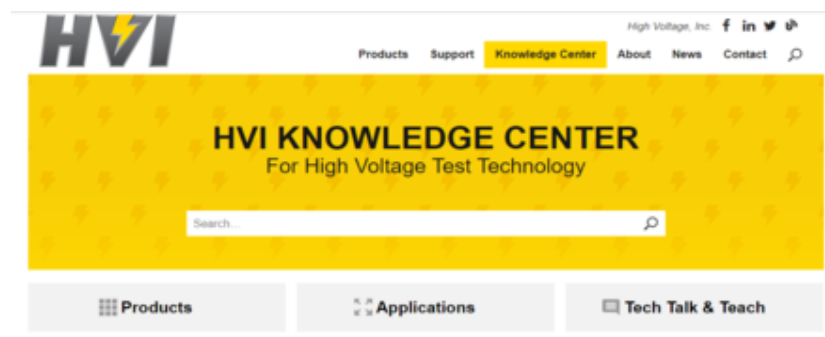 HVI
High Voltage, Inc.
Products Support Knowledge Center About News Contact
HVI KNOWLEDGE CENTER
For High Voltage Test Technology
Search...
Products Applications Tech Talk & Teach